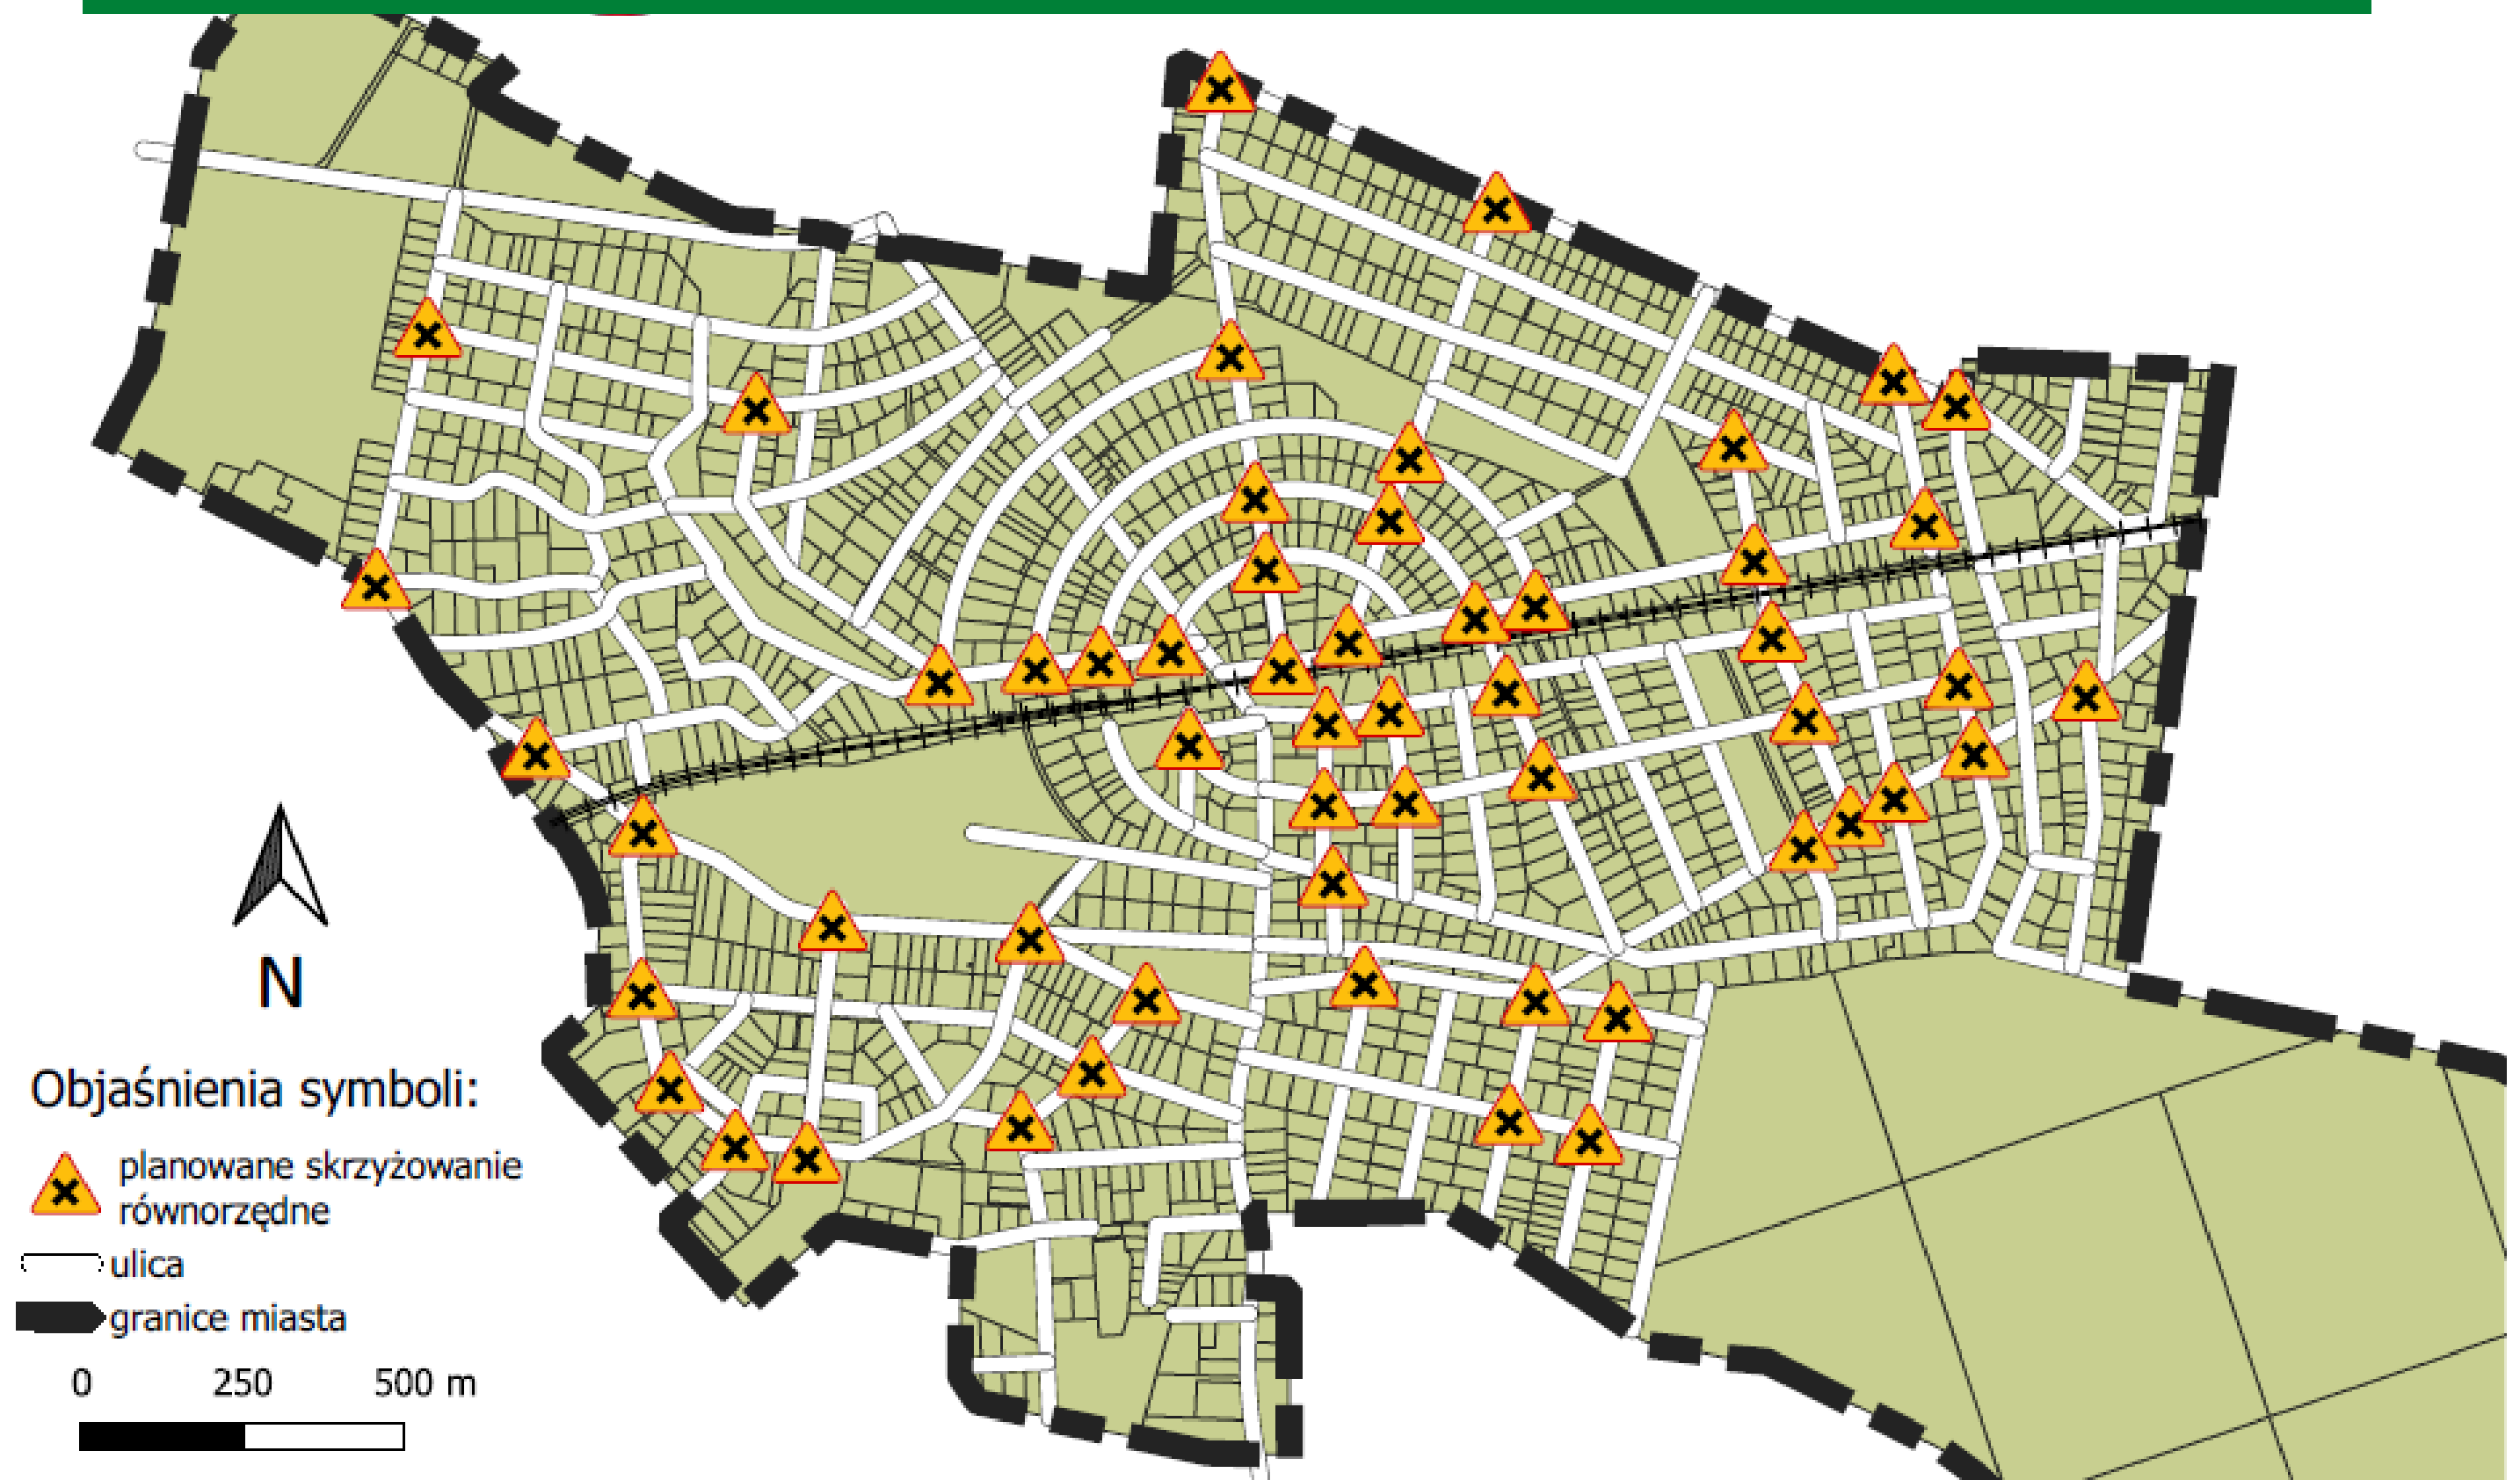 N
Objaśnienia symboli:
planowane skrzyżowanie
równorzędne
ulica
granice miasta
0 250 500 m